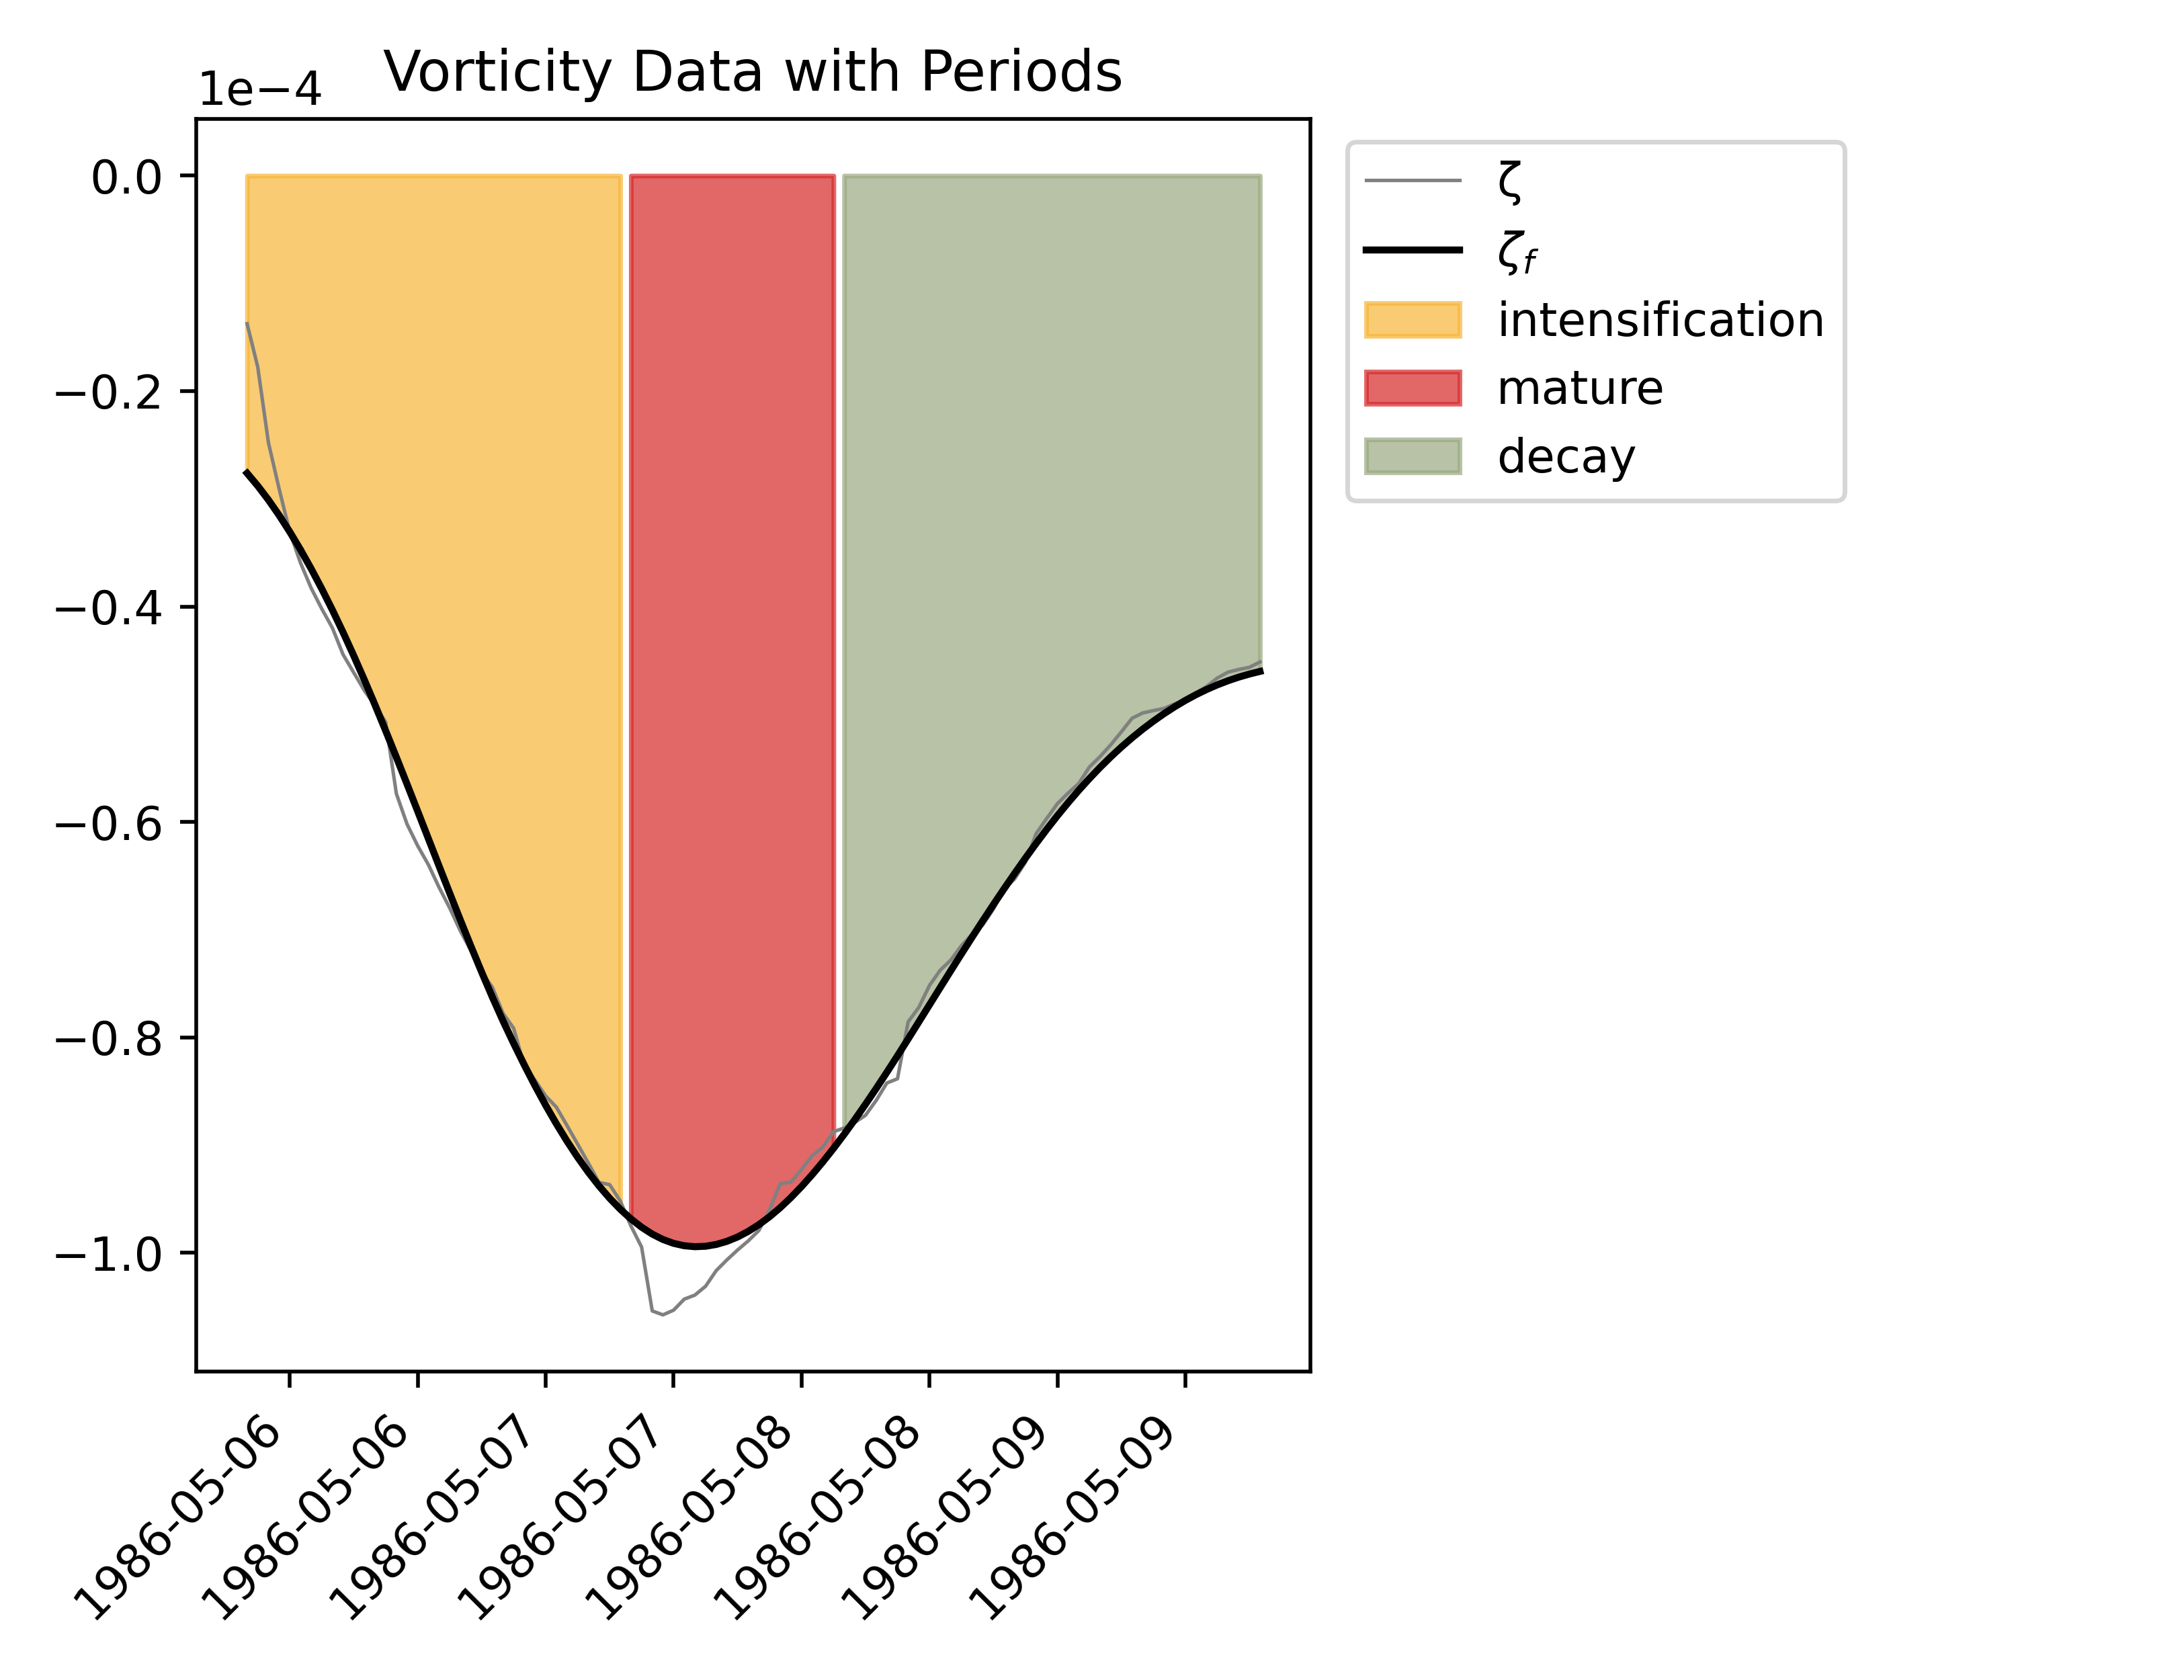 Vorticity Data with Periods
1e−4
0.0
−0.2
−0.4
−0.6
−0.8
−1.0
1986-05-06
1986-05-06
1986-05-07
1986-05-07
1986-05-08
1986-05-08
1986-05-09
1986-05-09
ζ
ζf
intensification
mature
decay